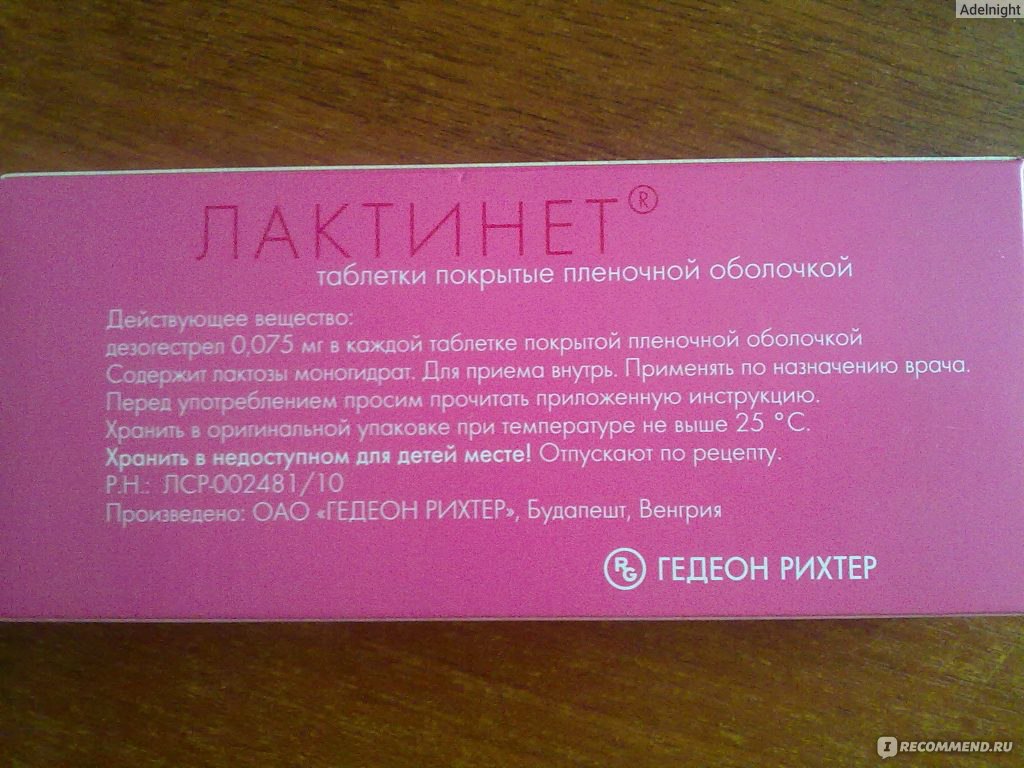 Adelnight
ЛАКТИНЕТ®
таблетки покрытые пленочной оболочкой
Действующее вещество:
дезогестрел 0,075 мг в каждой таблетке покрытой пленочной оболочкой
Содержит лактозы моногидрат. Для приема внутрь. Применять по назначению врача.
Перед употреблением просим прочитать приложенную инструкцию.
Хранить в оригинальной упаковке при температуре не выше 25 °C.
Хранить в недоступном для детей месте! Отпускают по рецепту.
Р.Н.: ЛСР-002481/10
Произведено: ОАО «ГЕДЕОН РИХТЕР», Будапешт, Венгрия
RG ГЕДЕОН РИХТЕР
IRECOMMEND.RU